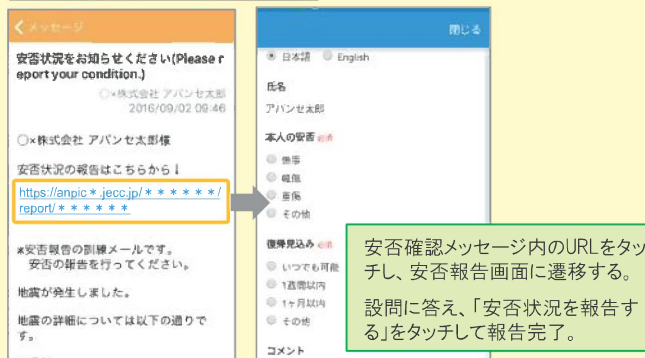 メッセージ
安否状況をお知らせください(Please r
eport your condition.)
○×株式会社 アバンセ太郎
2016/09/02 09:46
○×株式会社 アバンセ太郎様
安否状況の報告はこちらから↓
https://anpic*.jecc.jp/******/
report/******
*安否報告の訓練メールです。
安否の報告を行ってください。
地震が発生しました。
地震の詳細については以下の通りで
す。
閉じる
日本語 English
氏名
アバンセ太郎
本人の安否 必須
無事
軽傷
重傷
その他
復帰見込み 必須
いつでも可能
1週間以内
1ヶ月以内
その他
コメント
安否確認メッセージ内のURLをタッ
チし、安否報告画面に遷移する。
設問に答え、「安否状況を報告す
る」をタッチして報告完了。